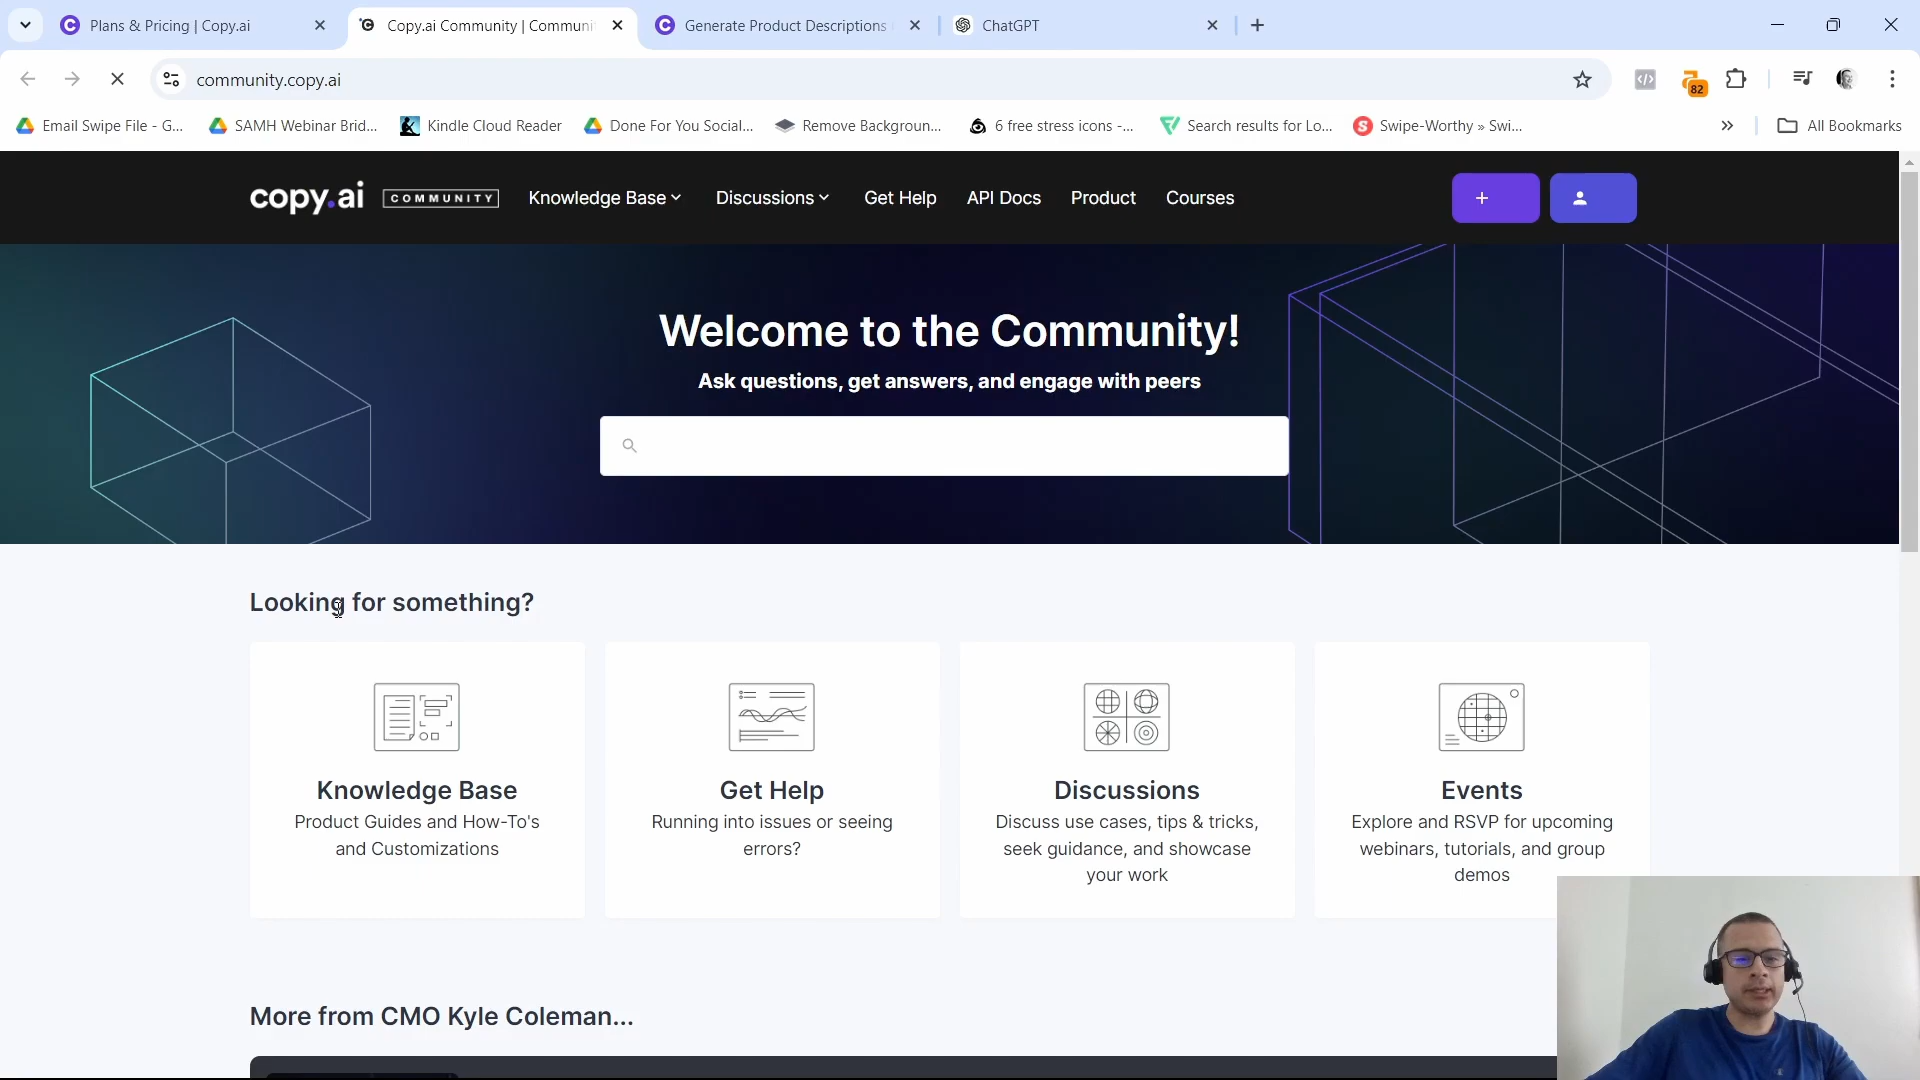 Plans & Pricing | Copy.ai
Copy.ai Community | Communi
Generate Product Descriptions
ChatGPT
community.copy.ai
82
Email Swipe File - G...
SAMH Webinar Brid...
Kindle Cloud Reader
Done For You Social...
Remove Backgroun...
6 free stress icons -...
Search results for Lo...
Swipe-Worthy » Swi...
All Bookmarks
copy.ai COMMUNITY
Knowledge Base
Discussions
Get Help
API Docs
Product
Courses
Welcome to the Community!
Ask questions, get answers, and engage with peers
Looking for something?
Knowledge Base
Product Guides and How-To's
and Customizations
Get Help
Running into issues or seeing
errors?
Discussions
Discuss use cases, tips & tricks,
seek guidance, and showcase
your work
Events
Explore and RSVP for upcoming
webinars, tutorials, and group
demos
More from CMO Kyle Coleman...